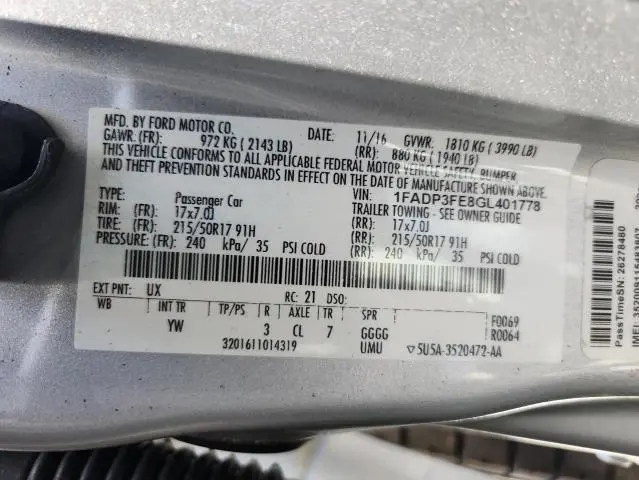 MFD. BY FORD MOTOR CO. DATE: 11/16 GVWR: 1810 KG ( 3990 LB)
GAWR: (FR): 972 KG ( 2143 LB) (RR): 880 KG ( 1940 LB)
THIS VEHICLE CONFORMS TO ALL APPLICABLE FEDERAL MOTOR VEHICLE SAFETY, BUMPER
AND THEFT PREVENTION STANDARDS IN EFFECT ON THE DATE OF MANUFACTURE SHOWN ABOVE.
VIN: 1FADP3FE8GL401778
TYPE: Passenger Car TRAILER TOWING - SEE OWNER GUIDE
RIM: (FR): 17x7.0J (RR): 17x7.0J
TIRE: (FR): 215/50R17 91H (RR): 215/50R17 91H
PRESSURE: (FR): 240 kPa/ 35 PSI COLD (RR): 240 kPa/ 35 PSI COLD
EXT PNT: UX RC: 21 DSO:
WB INT TR TP/PS R AXLE TR SPR F0069
YW 3 CL 7 GGGG R0064
3201611014319 UMU ▽5U5A-3520472-AA
PassTimeSN: 26278480